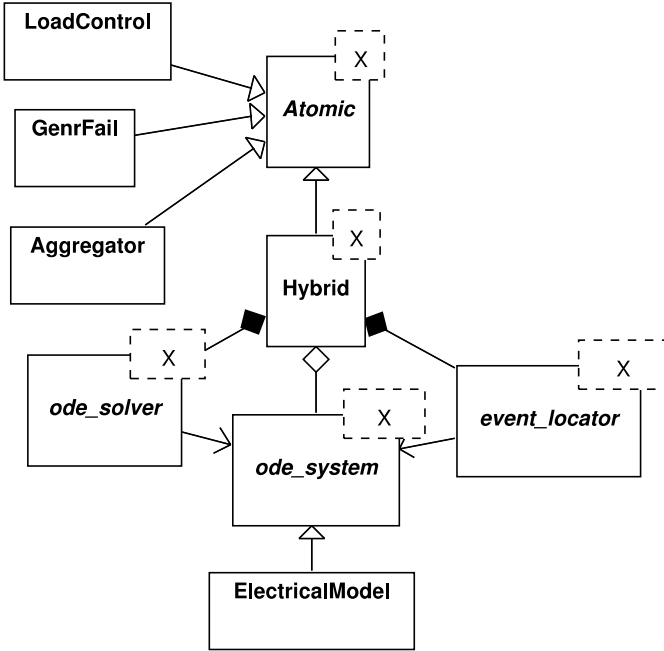 LoadControl
X
Atomic
GenrFail
Aggregator
X
Hybrid
X
ode_solver
X
event_locator
X
ode_system
ElectricalModel